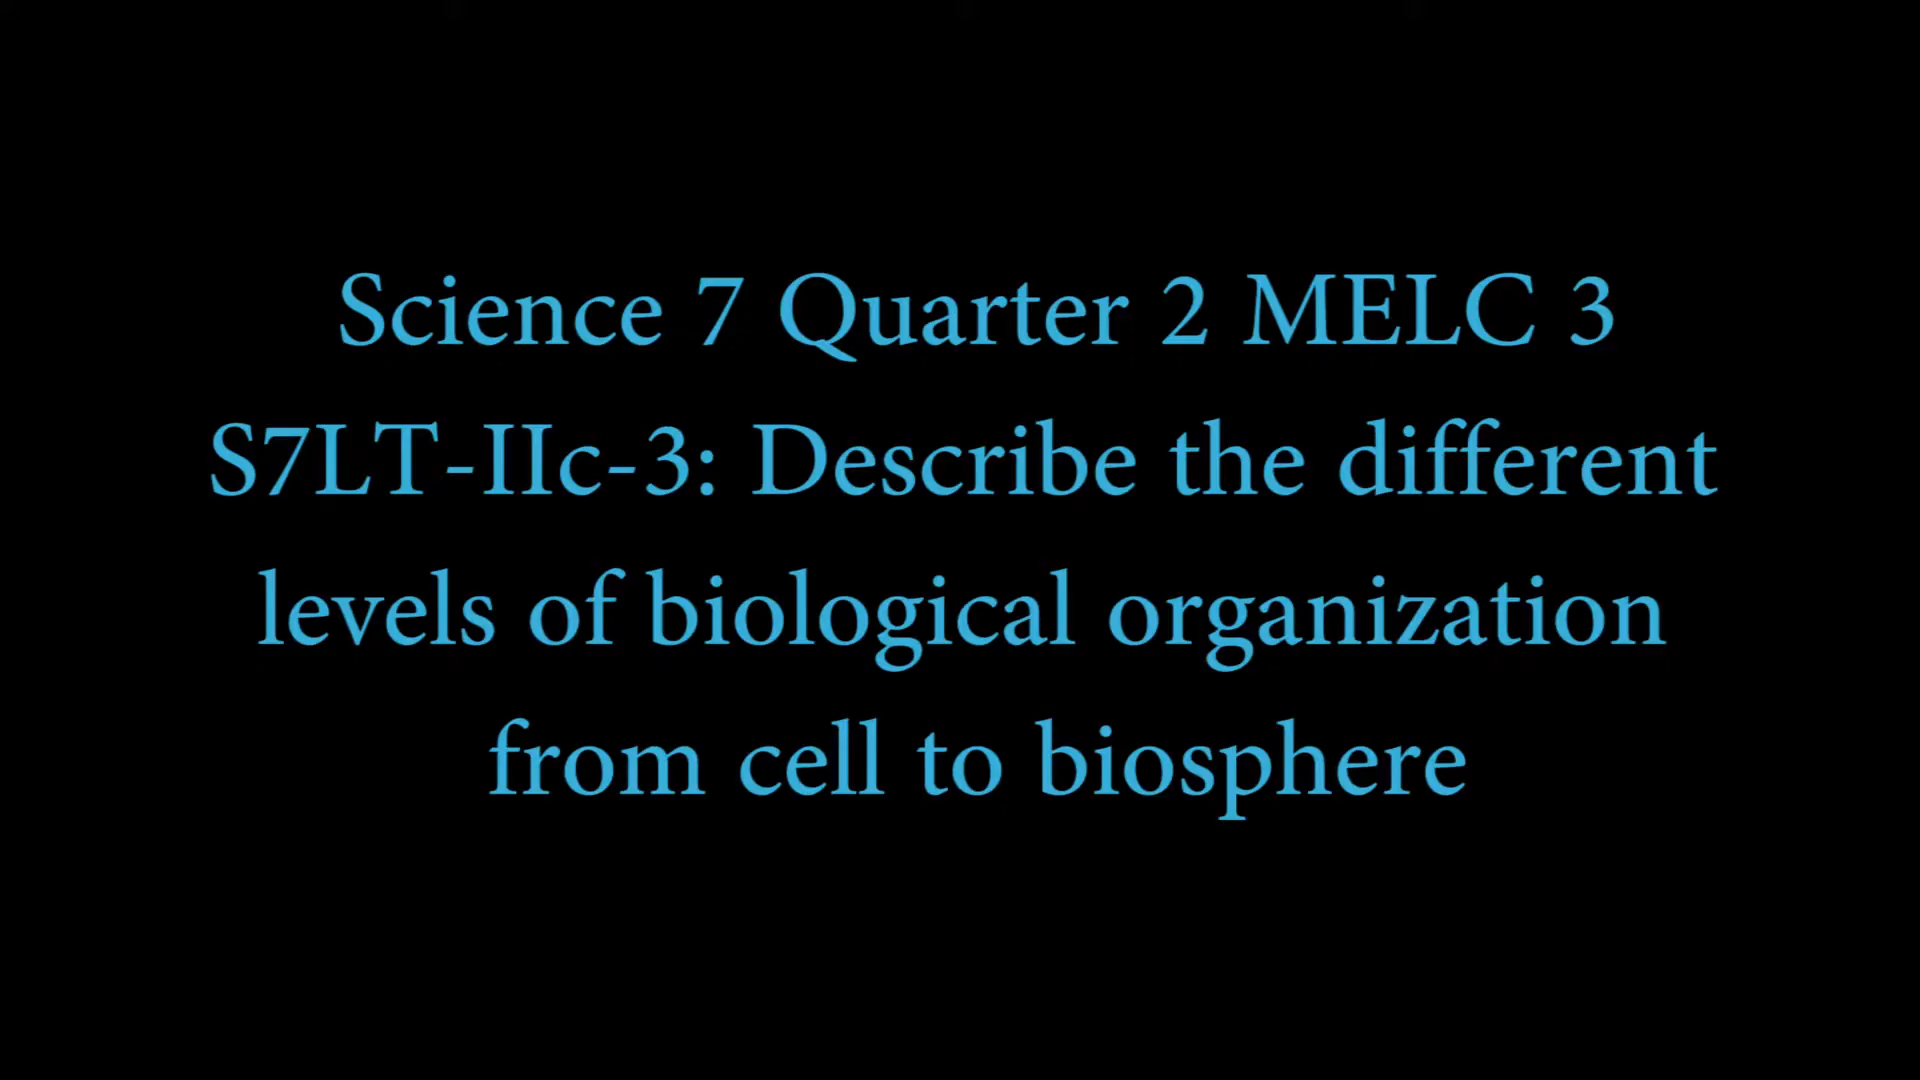 Science 7 Quarter 2 MELC 3
S7LT-IIc-3: Describe the different
levels of biological organization
from cell to biosphere